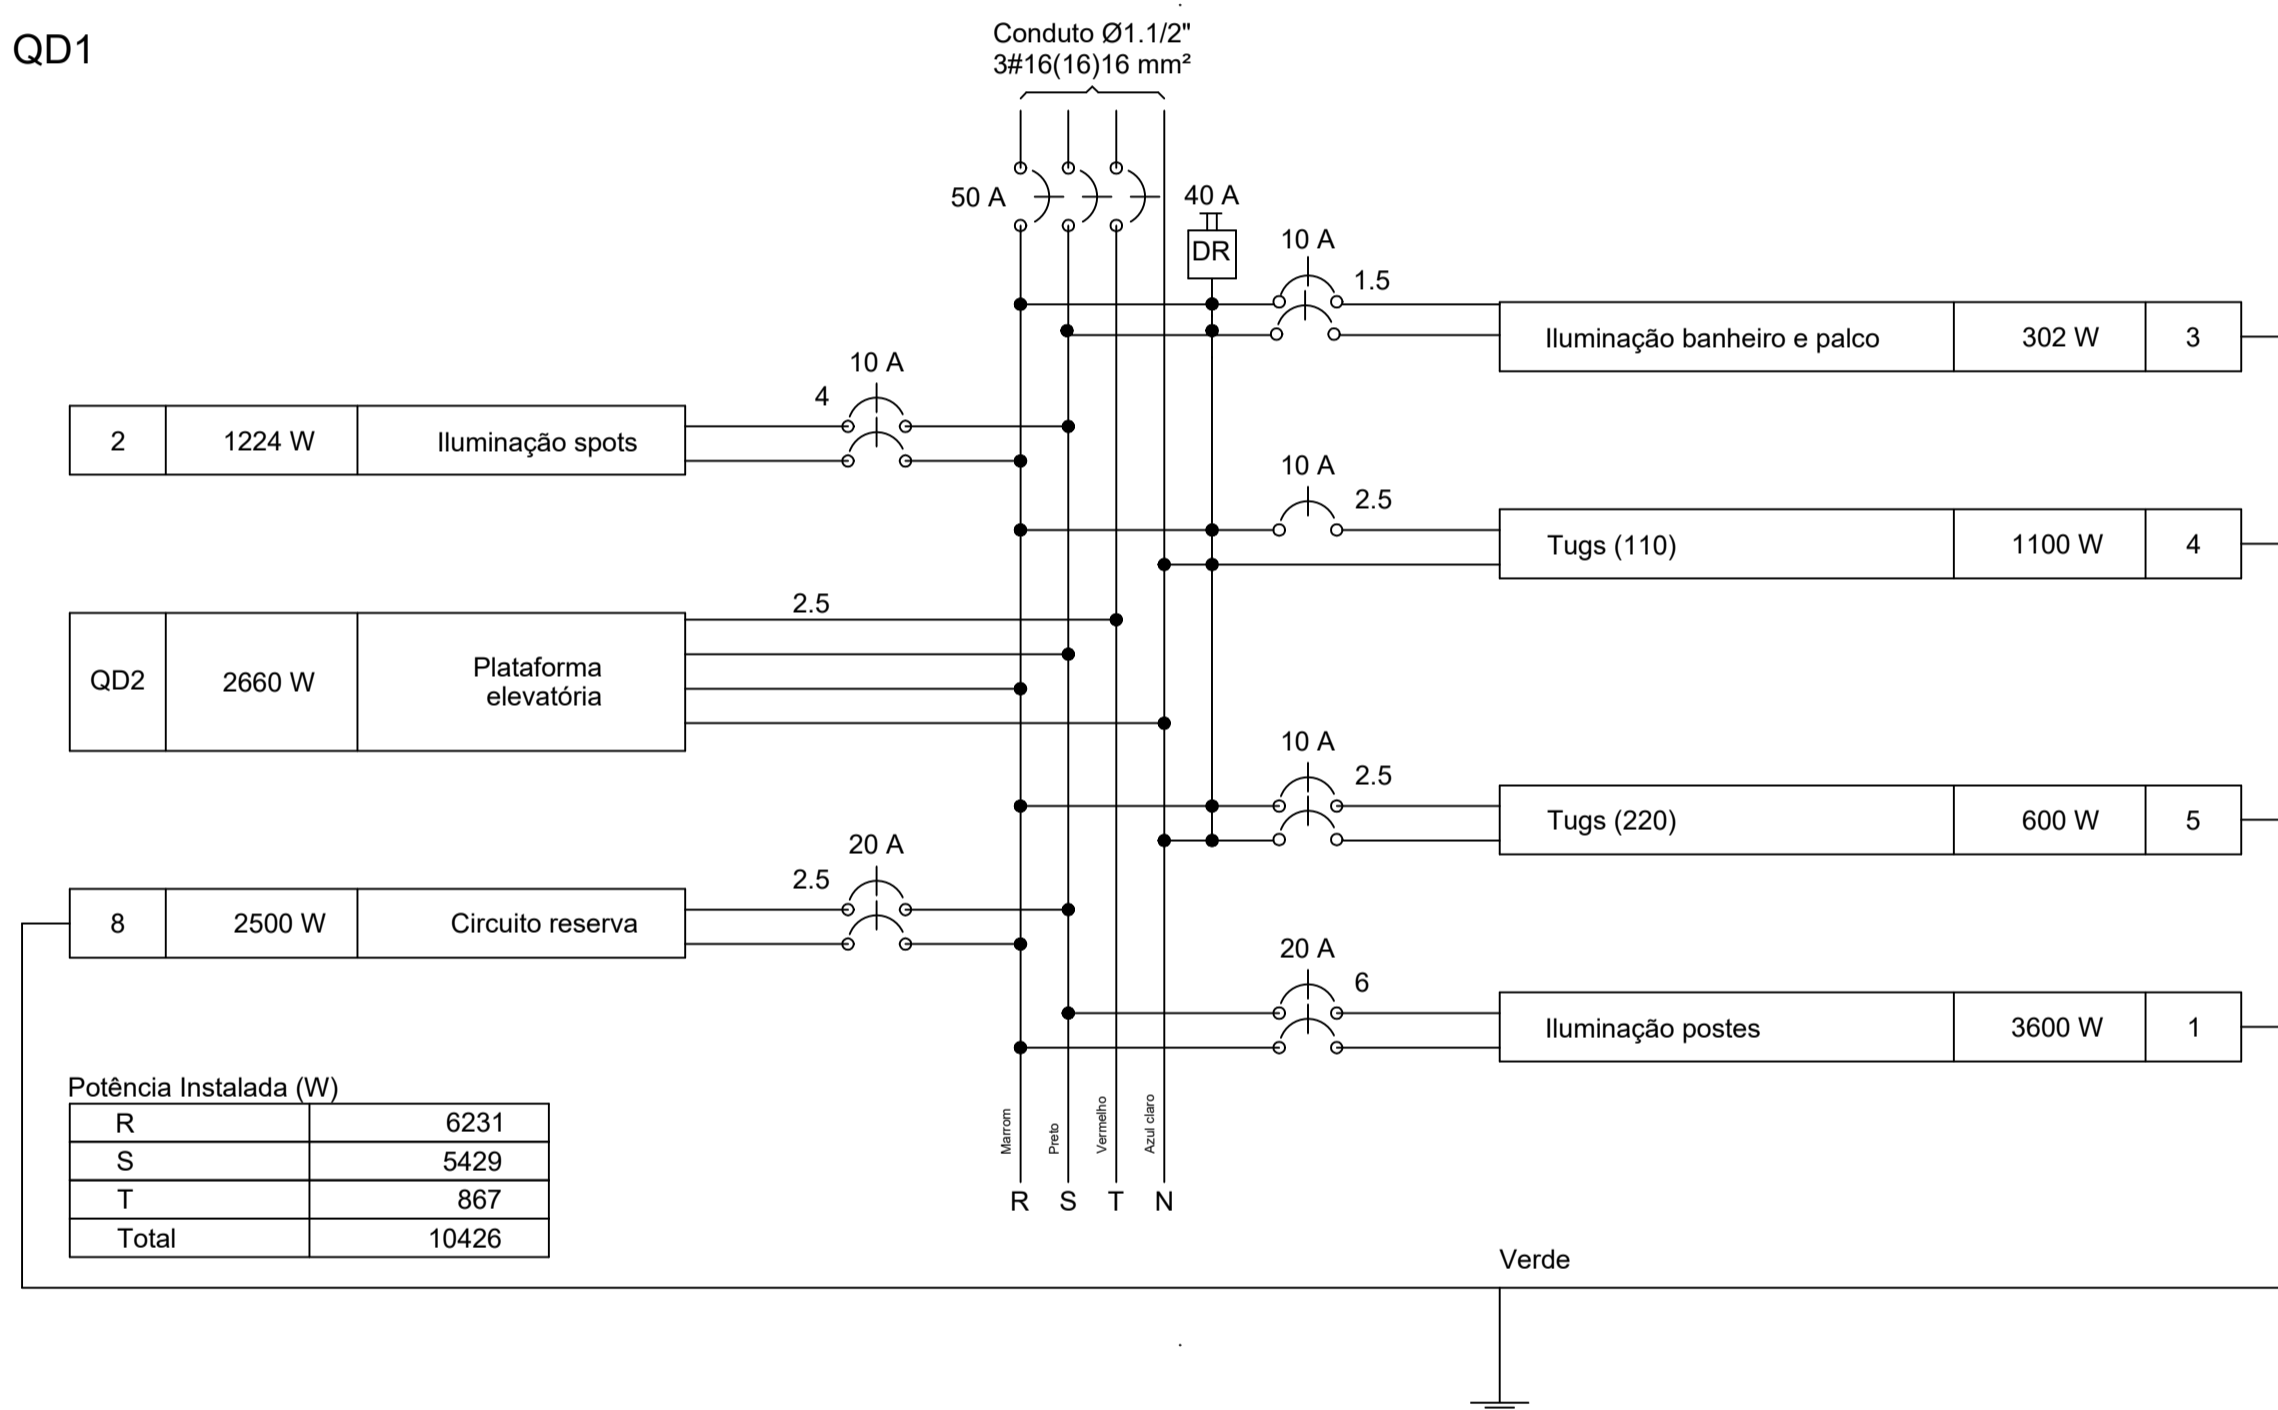 QD1
Conduto Ø1.1/2"
3#16(16)16 mm²
50 A
40 A
DR
10 A
1.5
Iluminação banheiro e palco 302 W 3
10 A
4
2 1224 W Iluminação spots
10 A
2.5
Tugs (110) 1100 W 4
2.5
QD2 2660 W Plataforma
elevatória
10 A
2.5
Tugs (220) 600 W 5
20 A
2.5
8 2500 W Circuito reserva
20 A
6
Iluminação postes 3600 W 1
Potência Instalada (W)
R 6231
S 5429
T 867
Total 10426
Marrom
Preto
Vermelho
Azul claro
R S T N
Verde